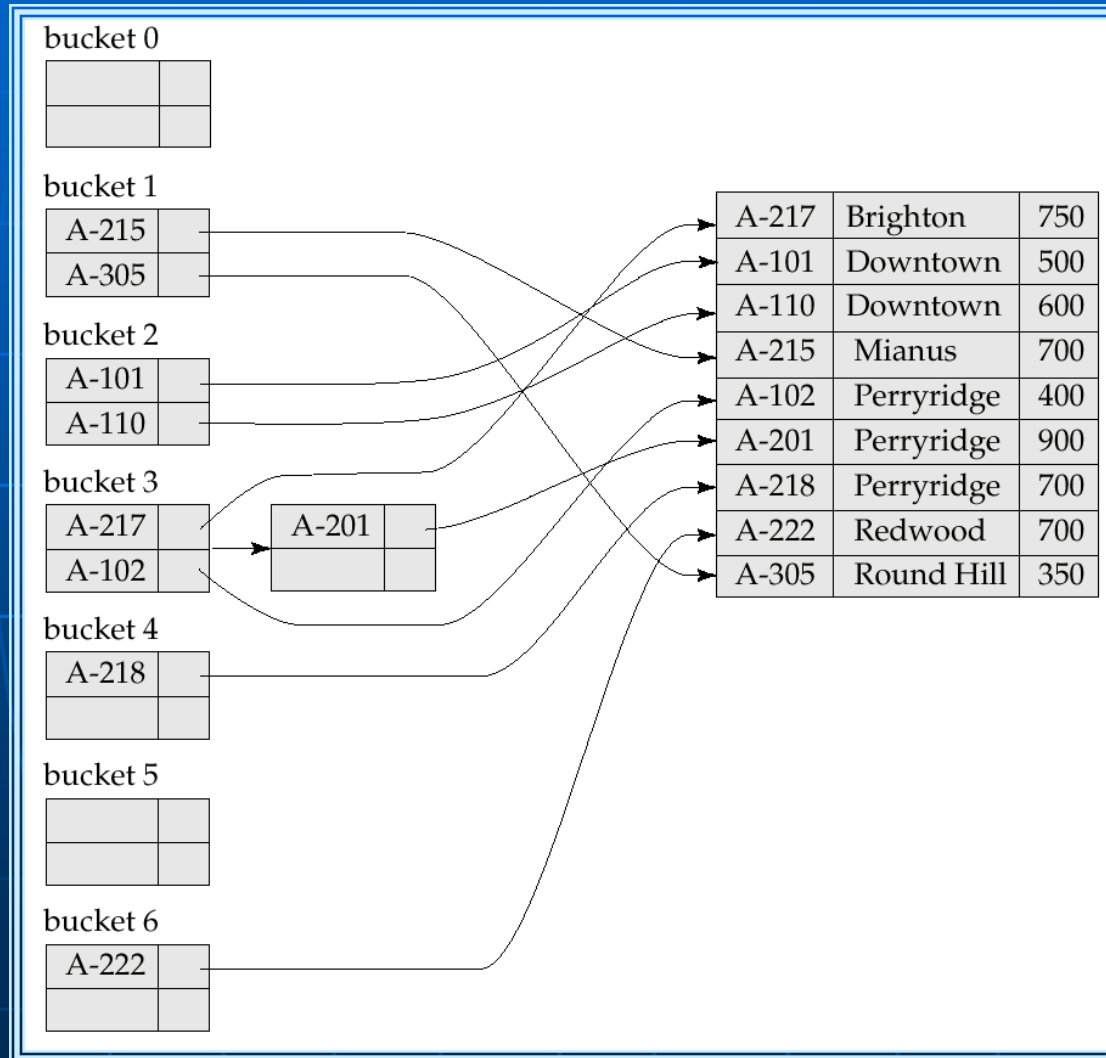 bucket 0
bucket 1
A-215
A-305
bucket 2
A-101
A-110
bucket 3
A-217
A-102
A-201
bucket 4
A-218
bucket 5
bucket 6
A-222
A-217 Brighton 750
A-101 Downtown 500
A-110 Downtown 600
A-215 Mianus 700
A-102 Perryridge 400
A-201 Perryridge 900
A-218 Perryridge 700
A-222 Redwood 700
A-305 Round Hill 350